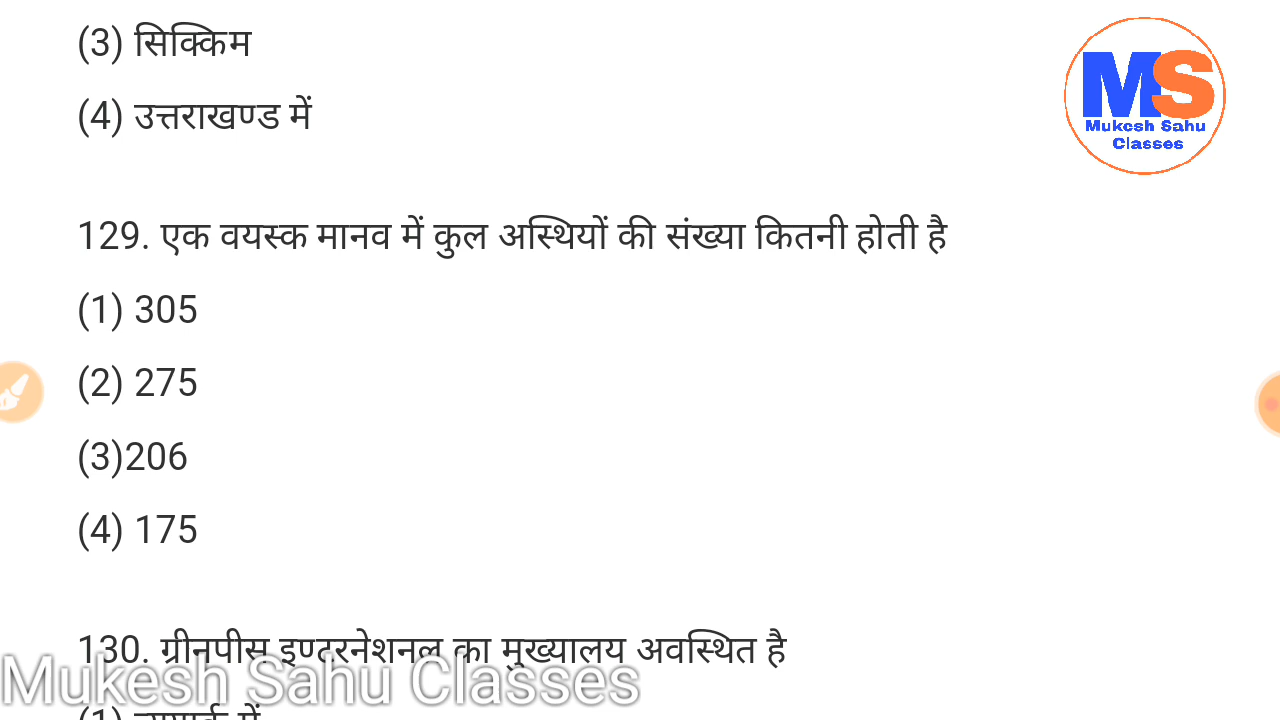 (3) सिक्किम
(4) उत्तराखण्ड में
MS
Mukesh Sahu
Classes
129. एक वयस्क मानव में कुल अस्थियों की संख्या कितनी होती है
(1) 305
(2) 275
(3)206
(4) 175
130. ग्रीनपीस इण्टरनेशनल का मुख्यालय अवस्थित है
Mukesh Sahu Classes
(1) में